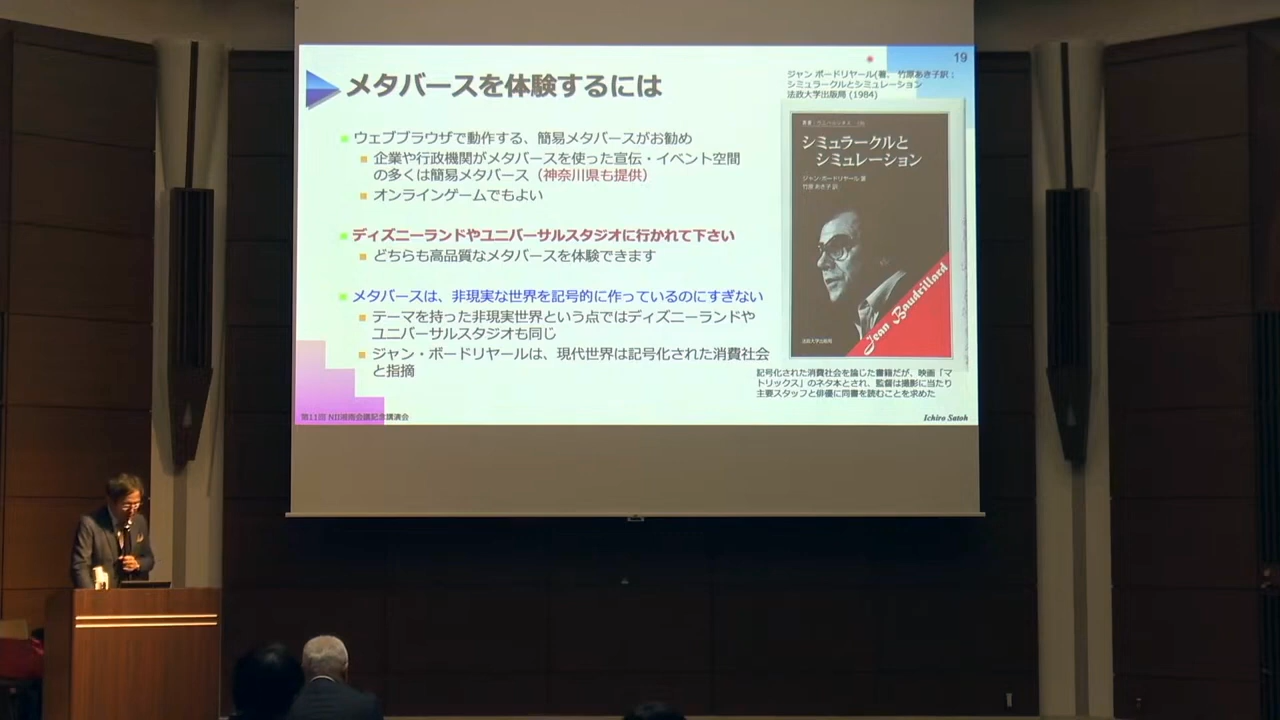 19
メタバースを体験するには
ジャン ボードリヤール(著、 竹原あき子訳；
シミュラークルとシミュレーション
法政大学出版局 (1984)
ウェブブラウザで動作する、簡易メタバースがお勧め
企業や行政機関がメタバースを使った宣伝・イベント空間
の多くは簡易メタバース（神奈川県も提供）
オンラインゲームでもよい
ディズニーランドやユニバーサルスタジオに行かれて下さい
どちらも高品質なメタバースを体験できます
メタバースは、非現実な世界を記号的に作っているのにすぎない
テーマを持った非現実世界という点ではディズニーランドや
ユニバーサルスタジオも同じ
ジャン・ボードリヤールは、現代世界は記号化された消費社会
と指摘
シミュラークルと
シミュレーション
ジャン・ボードリヤール 著
竹原 あき子 訳
Jean Baudrillard
法政大学出版局
記号化された消費社会を論じた書籍だが、映画「マ
トリックス」のネタ本とされ、監督は撮影に当たり
主要スタッフと俳優に同書を読むことを求めた
第11回 NII湘南会議記念講演会
Ichiro Satoh